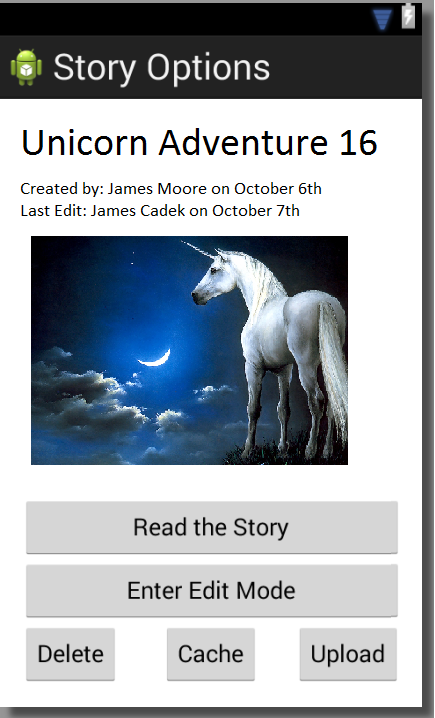 Story Options
Unicorn Adventure 16
Created by: James Moore on October 6th
Last Edit: James Cadek on October 7th
Read the Story
Enter Edit Mode
Delete Cache Upload